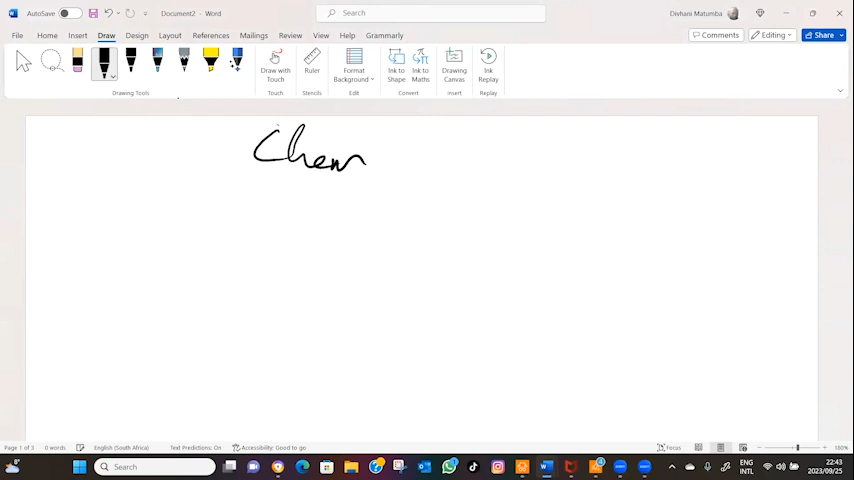 AutoSave Document2 - Word Search Divhani Matumba
File Home Insert Draw Design Layout References Mailings Review View Help Grammarly Comments Editing Share
Draw with Touch Ruler Format Background Ink to Shape Ink to Maths Drawing Canvas Ink Replay
Drawing Tools Touch Stencils Edit Convert Insert Replay
Chem
Page 1 of 3 0 words English (South Africa) Text Predictions: On Accessibility: Good to go Focus
8° Search ENG INTL 22:43 2023/09/25